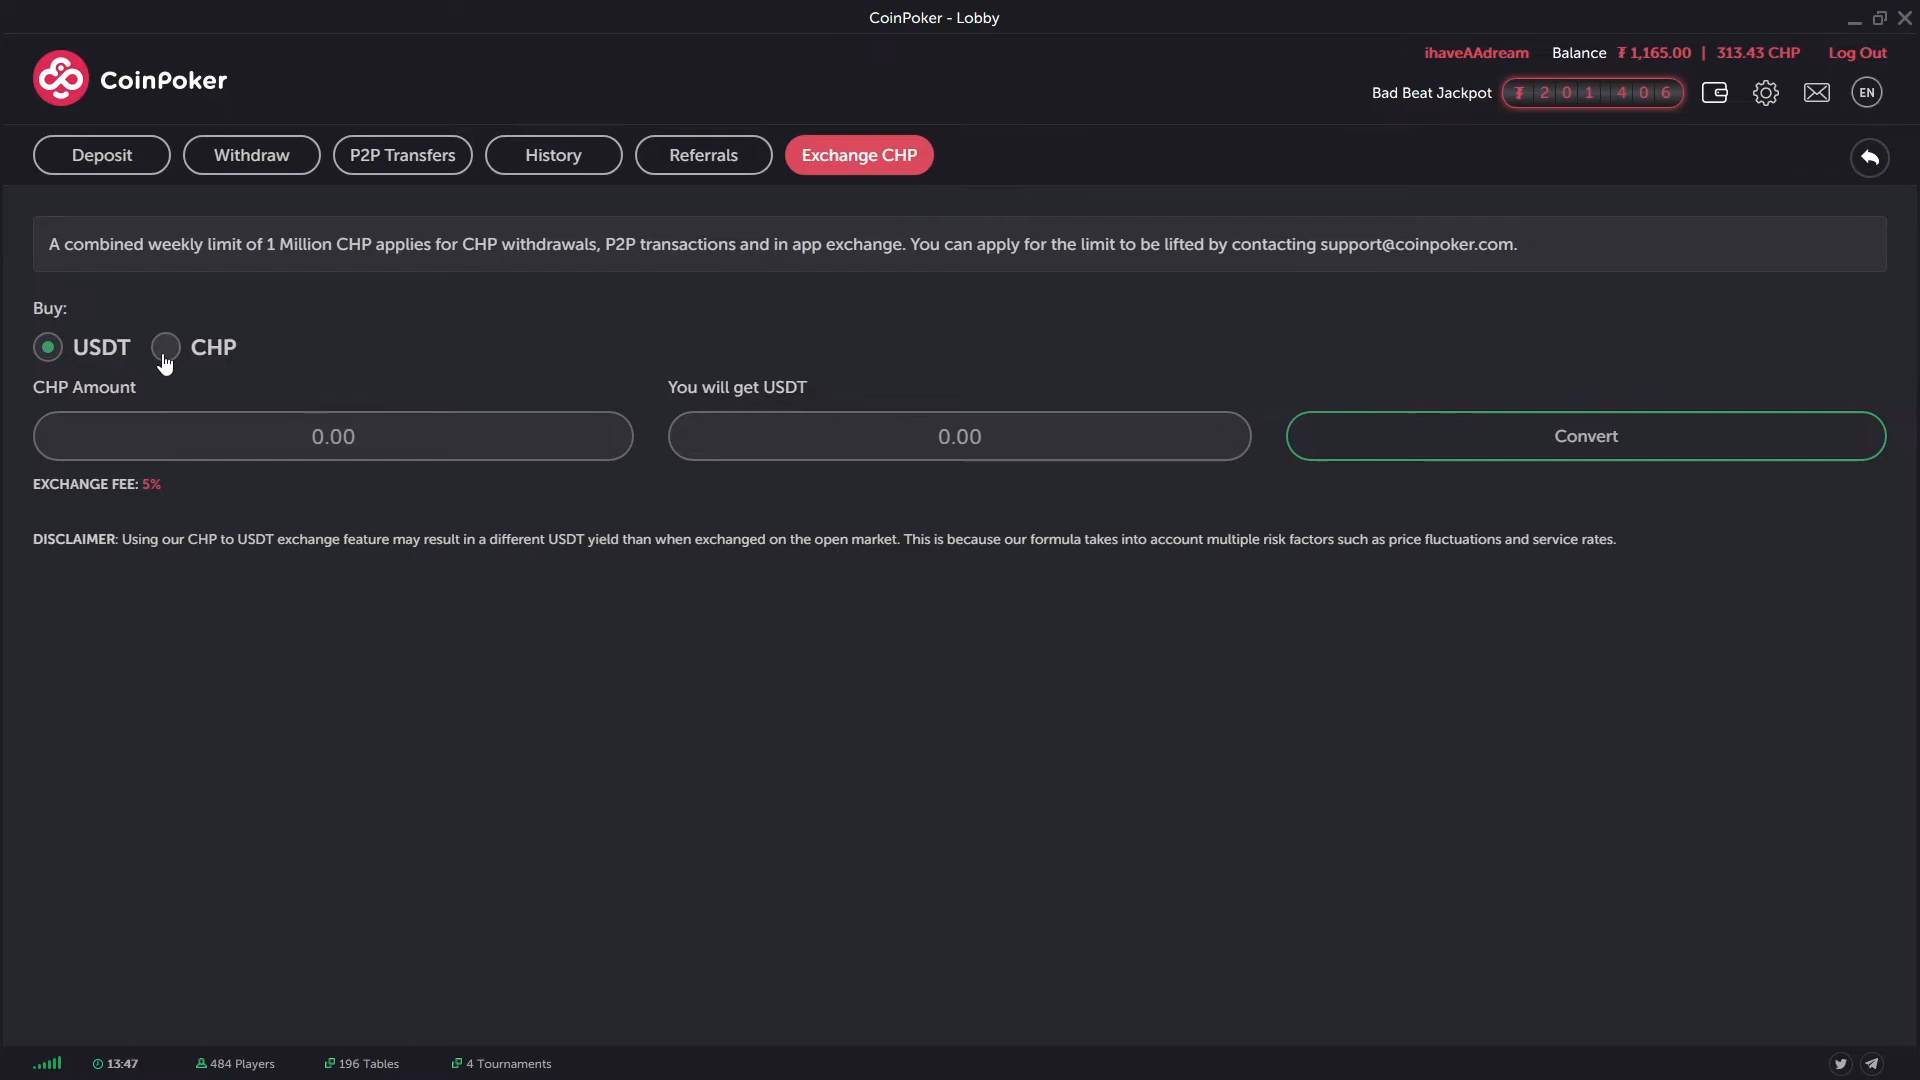 CoinPoker - Lobby
CoinPoker
ihaveAAdream Balance ₮ 1,165.00 | 313.43 CHP Log Out
Bad Beat Jackpot ₮ 201406 EN
Deposit Withdraw P2P Transfers History Referrals Exchange CHP
A combined weekly limit of 1 Million CHP applies for CHP withdrawals, P2P transactions and in app exchange. You can apply for the limit to be lifted by contacting support@coinpoker.com.
Buy:
USDT CHP
CHP Amount You will get USDT
0.00 0.00 Convert
EXCHANGE FEE: 5%
DISCLAIMER: Using our CHP to USDT exchange feature may result in a different USDT yield than when exchanged on the open market. This is because our formula takes into account multiple risk factors such as price fluctuations and service rates.
13:47 484 Players 196 Tables 4 Tournaments